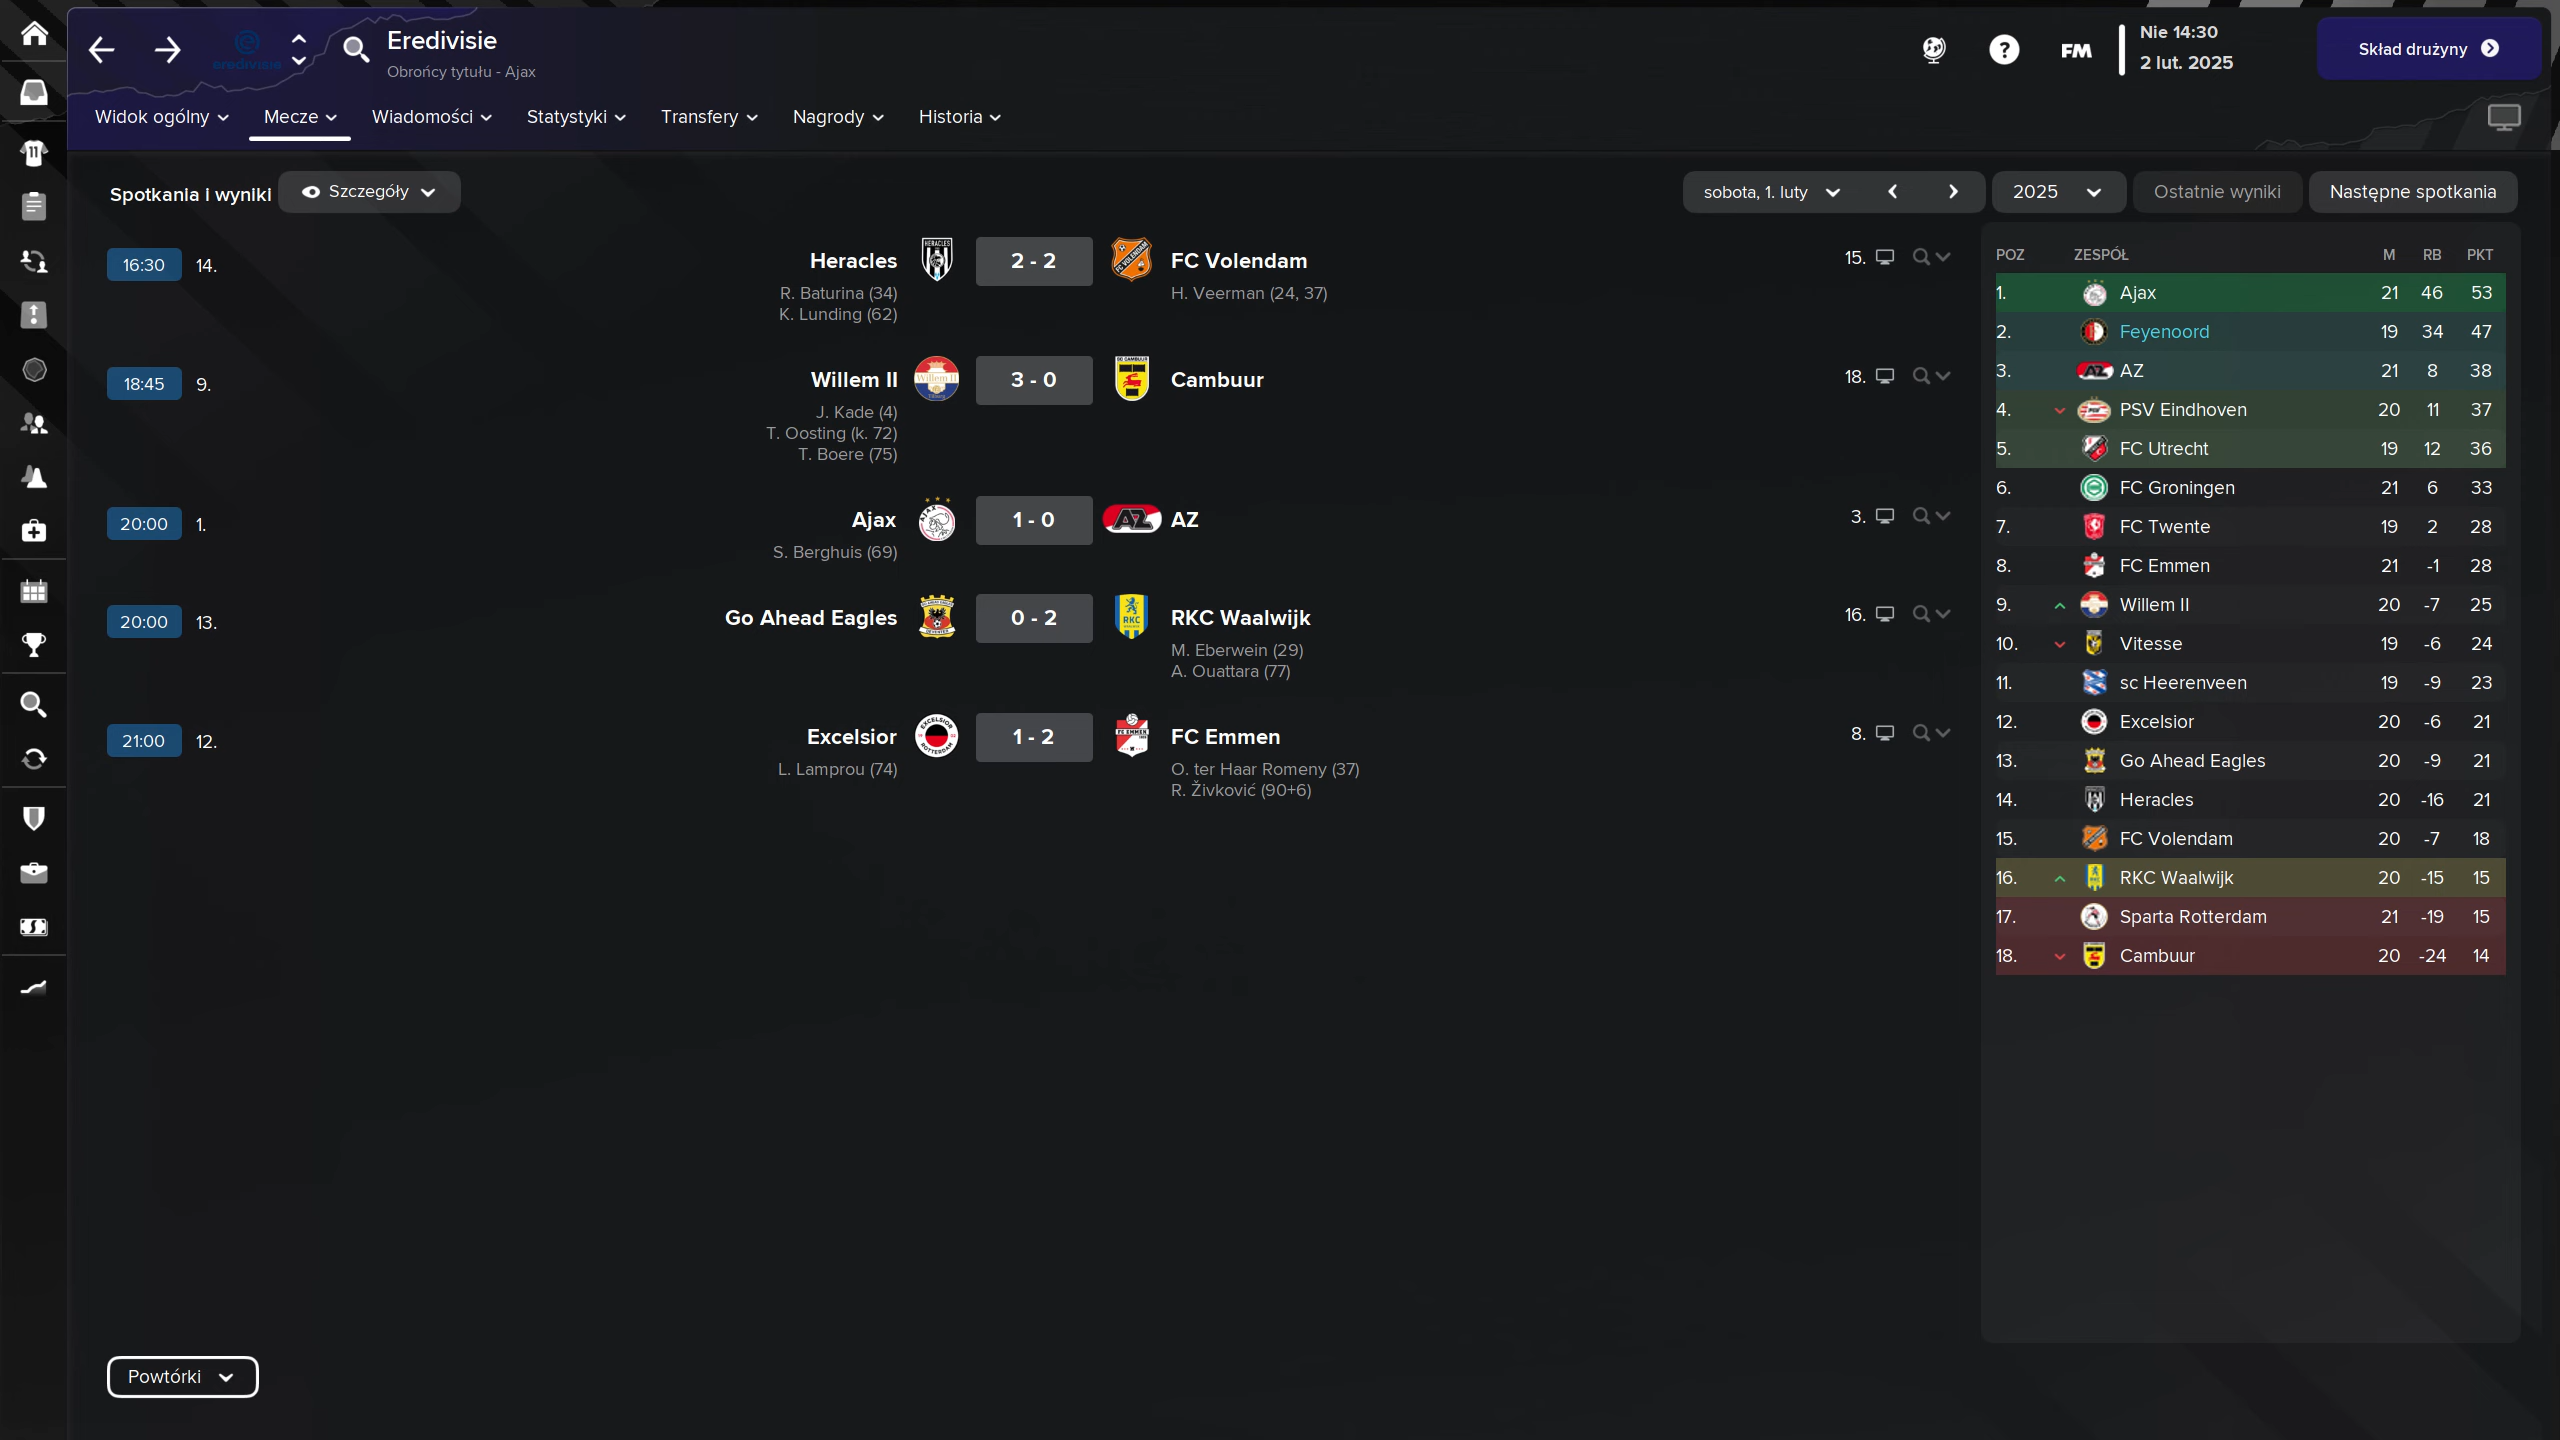 Eredivisie
Obrońcy tytułu - Ajax
FM
Nie 14:30
2 lut. 2025
Skład drużyny
Widok ogólny
Mecze
Wiadomości
Statystyki
Transfery
Nagrody
Historia
Spotkania i wyniki
Szczegóły
sobota, 1. luty
2025
Ostatnie wyniki
Następne spotkania
16:30 14. Heracles 2 - 2 FC Volendam 15.
R. Baturina (34) H. Veerman (24, 37)
K. Lunding (62)
18:45 9. Willem II 3 - 0 Cambuur 18.
J. Kade (4)
T. Oosting (k. 72)
T. Boere (75)
20:00 1. Ajax 1 - 0 AZ 3.
S. Berghuis (69)
20:00 13. Go Ahead Eagles 0 - 2 RKC Waalwijk 16.
M. Eberwein (29)
A. Ouattara (77)
21:00 12. Excelsior 1 - 2 FC Emmen 8.
L. Lamprou (74) O. ter Haar Romeny (37)
R. Živković (90+6)
POZ ZESPÓŁ M RB PKT
1. Ajax 21 46 53
2. Feyenoord 19 34 47
3. AZ 21 8 38
4. PSV Eindhoven 20 11 37
5. FC Utrecht 19 12 36
6. FC Groningen 21 6 33
7. FC Twente 19 2 28
8. FC Emmen 21 -1 28
9. Willem II 20 -7 25
10. Vitesse 19 -6 24
11. sc Heerenveen 19 -9 23
12. Excelsior 20 -6 21
13. Go Ahead Eagles 20 -9 21
14. Heracles 20 -16 21
15. FC Volendam 20 -7 18
16. RKC Waalwijk 20 -15 15
17. Sparta Rotterdam 21 -19 15
18. Cambuur 20 -24 14
Powtórki